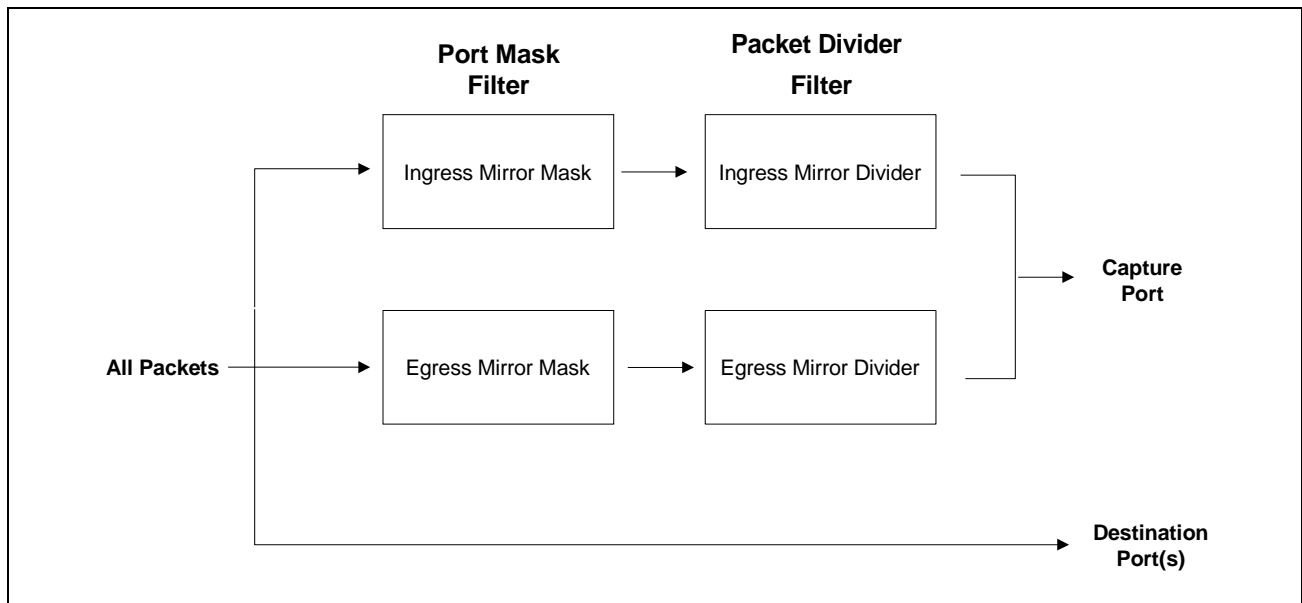 Port Mask
Filter
Packet Divider
Filter
Ingress Mirror Mask
Ingress Mirror Divider
Capture
Port
All Packets
Egress Mirror Mask
Egress Mirror Divider
Destination
Port(s)